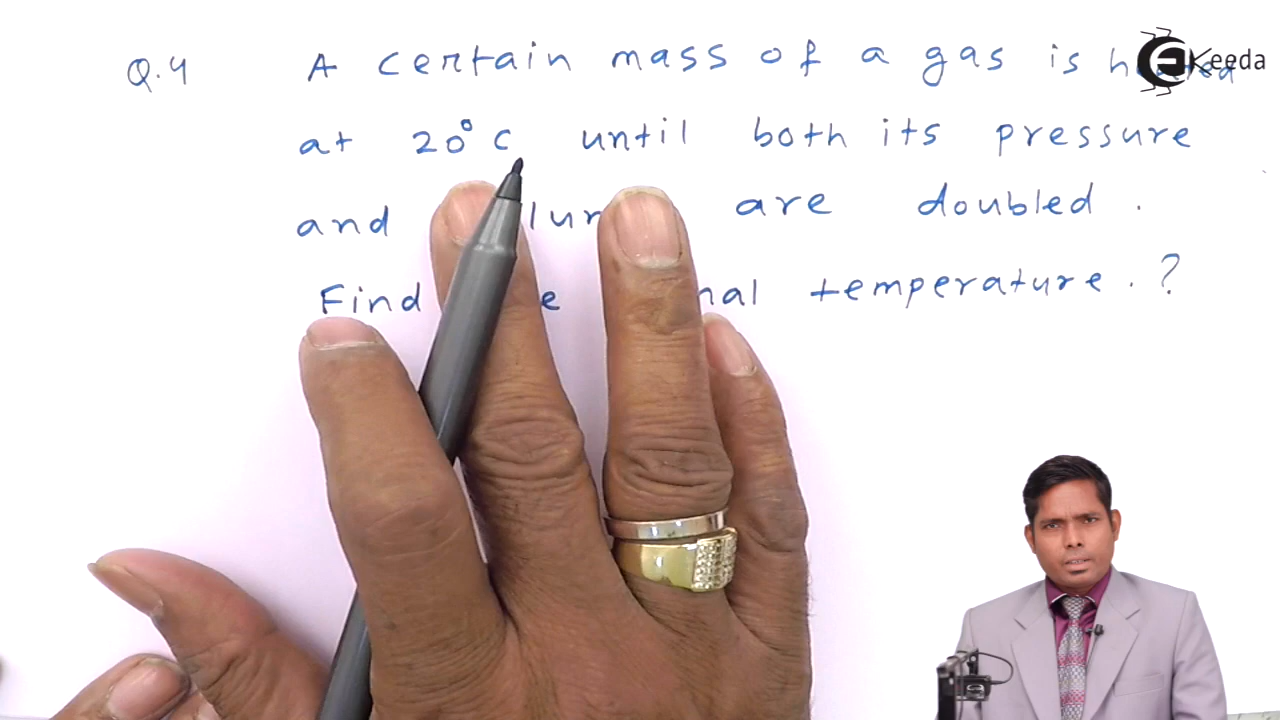 Q.4 A certain mass of a gas is
at 20°C until both its pressure
and are doubled.
Find temperature. ?
Keeda